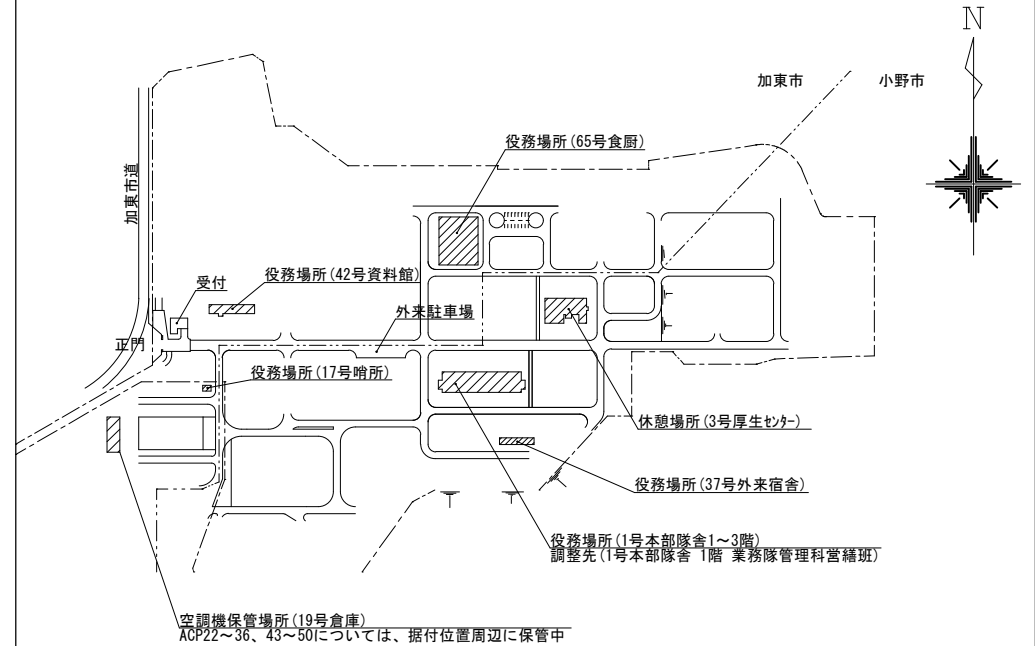 N
加東市
小野市
役務場所(65号食厨)
加東市道
役務場所(42号資料館)
受付
外来駐車場
正門
役務場所(17号哨所)
休憩場所(3号厚生センター)
役務場所(37号外来宿舎)
役務場所(1号本部隊舎1~3階)
調整先(1号本部隊舎 1階 業務隊管理科営繕班)
空調機保管場所(19号倉庫)
ACP22~36、43~50については、据付位置周辺に保管中